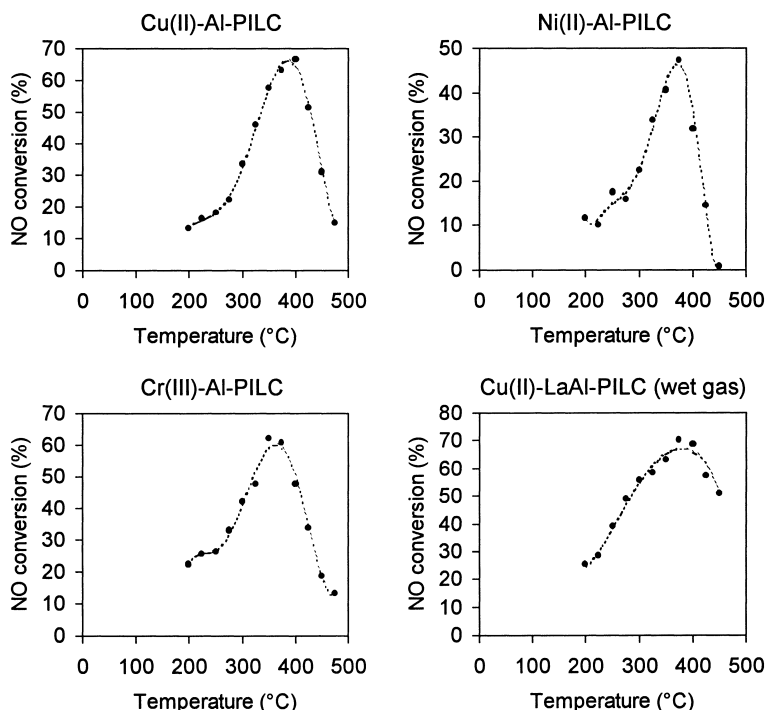 Cu(II)-Al-PILC
NO conversion (%)
70
60
50
40
30
20
10
0
0 100 200 300 400 500
Temperature (°C)
Ni(II)-Al-PILC
NO conversion (%)
50
40
30
20
10
0
0 100 200 300 400 500
Temperature (°C)
Cr(III)-Al-PILC
NO conversion (%)
70
60
50
40
30
20
10
0
0 100 200 300 400 500
Temperature (°C)
Cu(II)-LaAl-PILC (wet gas)
NO conversion (%)
80
70
60
50
40
30
20
10
0
0 100 200 300 400 500
Temperature (°C)